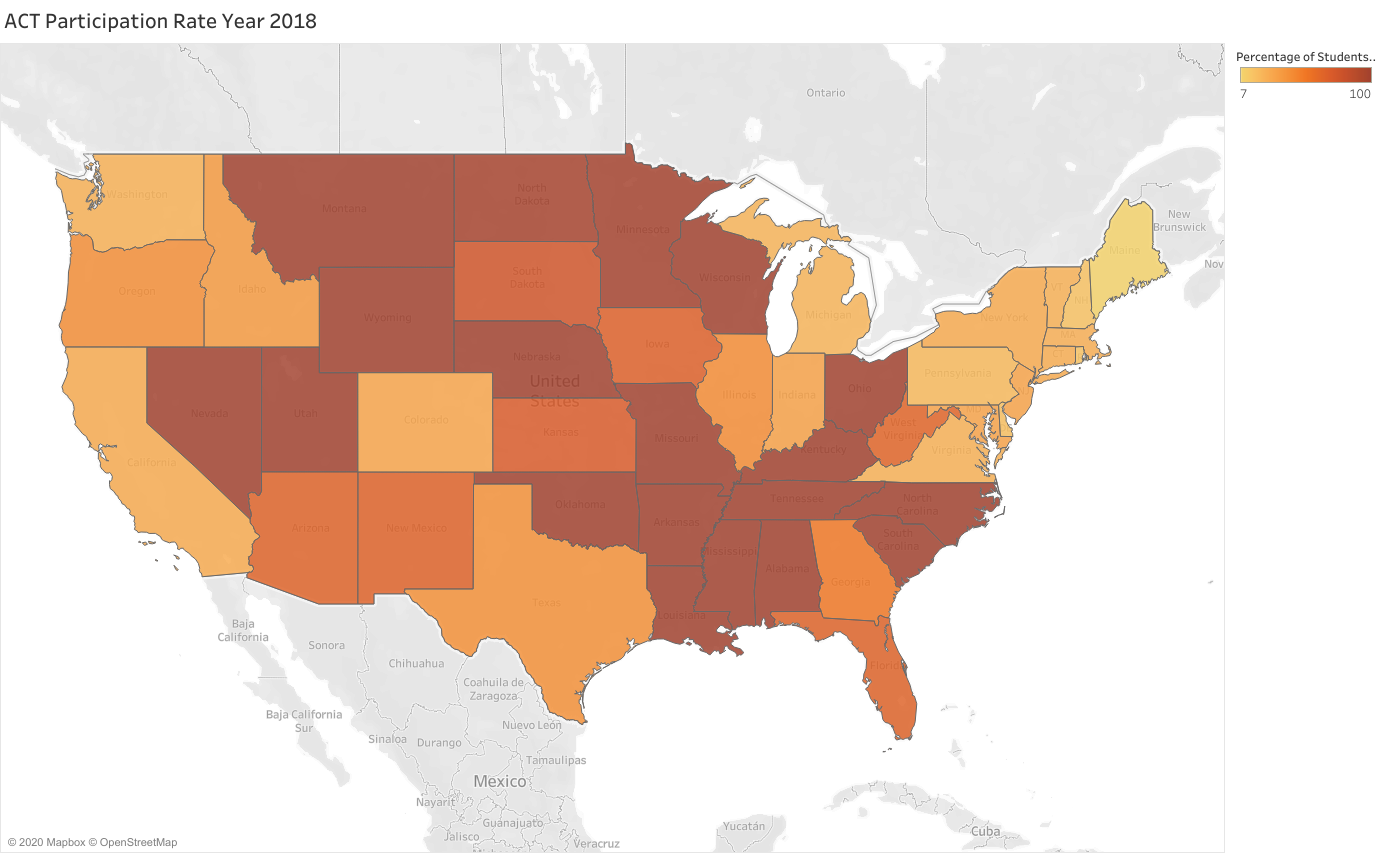 ACT Participation Rate Year 2018
Percentage of Students..
7
100
Ontario
New
Brunswick
Nov
Washington
Montana
North
Dakota
Minnesota
Maine
Oregon
Idaho
South
Dakota
Wisconsin
VT
NH
Wyoming
Michigan
New York
Iowa
MA
Nebraska
CT
Pennsylvania
United
States
Ohio
Illinois
Indiana
Nevada
Utah
Colorado
Kansas
Missouri
West
Virginia
Kentucky
Virginia
California
Oklahoma
Tennessee
North
Carolina
Arizona
New Mexico
Arkansas
South
Carolina
Mississippi
Alabama
Georgia
Texas
Louisiana
Florida
Baja
California
Sonora
Chihuahua
Coahuila de
Zaragoza
Nuevo León
Baja California
Sur
Sinaloa
Durango
Tamaulipas
Mexico
Nayarit
Guanajuato
Jalisco
Veracruz
Yucatán
Cuba
© 2020 Mapbox © OpenStreetMap